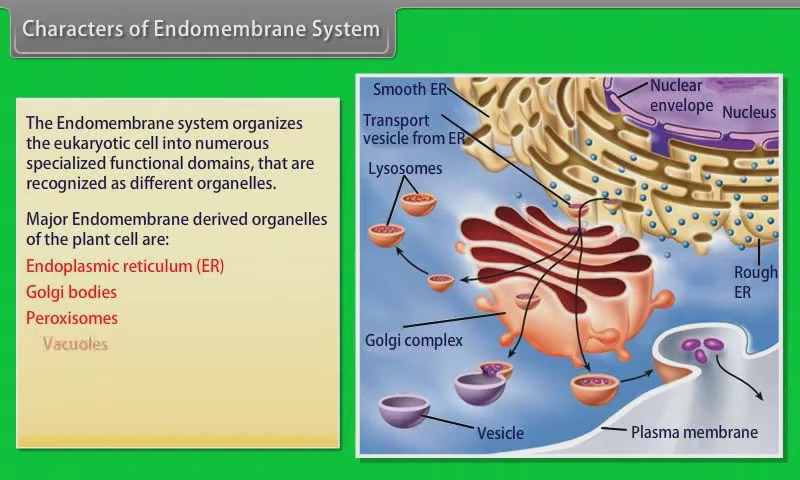 Characters of Endomembrane System
The Endomembrane system organizes
the eukaryotic cell into numerous
specialized functional domains, that are
recognized as different organelles.
Major Endomembrane derived organelles
of the plant cell are:
Endoplasmic reticulum (ER)
Golgi bodies
Peroxisomes
Vacuoles
Smooth ER
Nuclear
envelope
Nucleus
Transport
vesicle from ER
Lysosomes
Rough
ER
Golgi complex
Vesicle
Plasma membrane